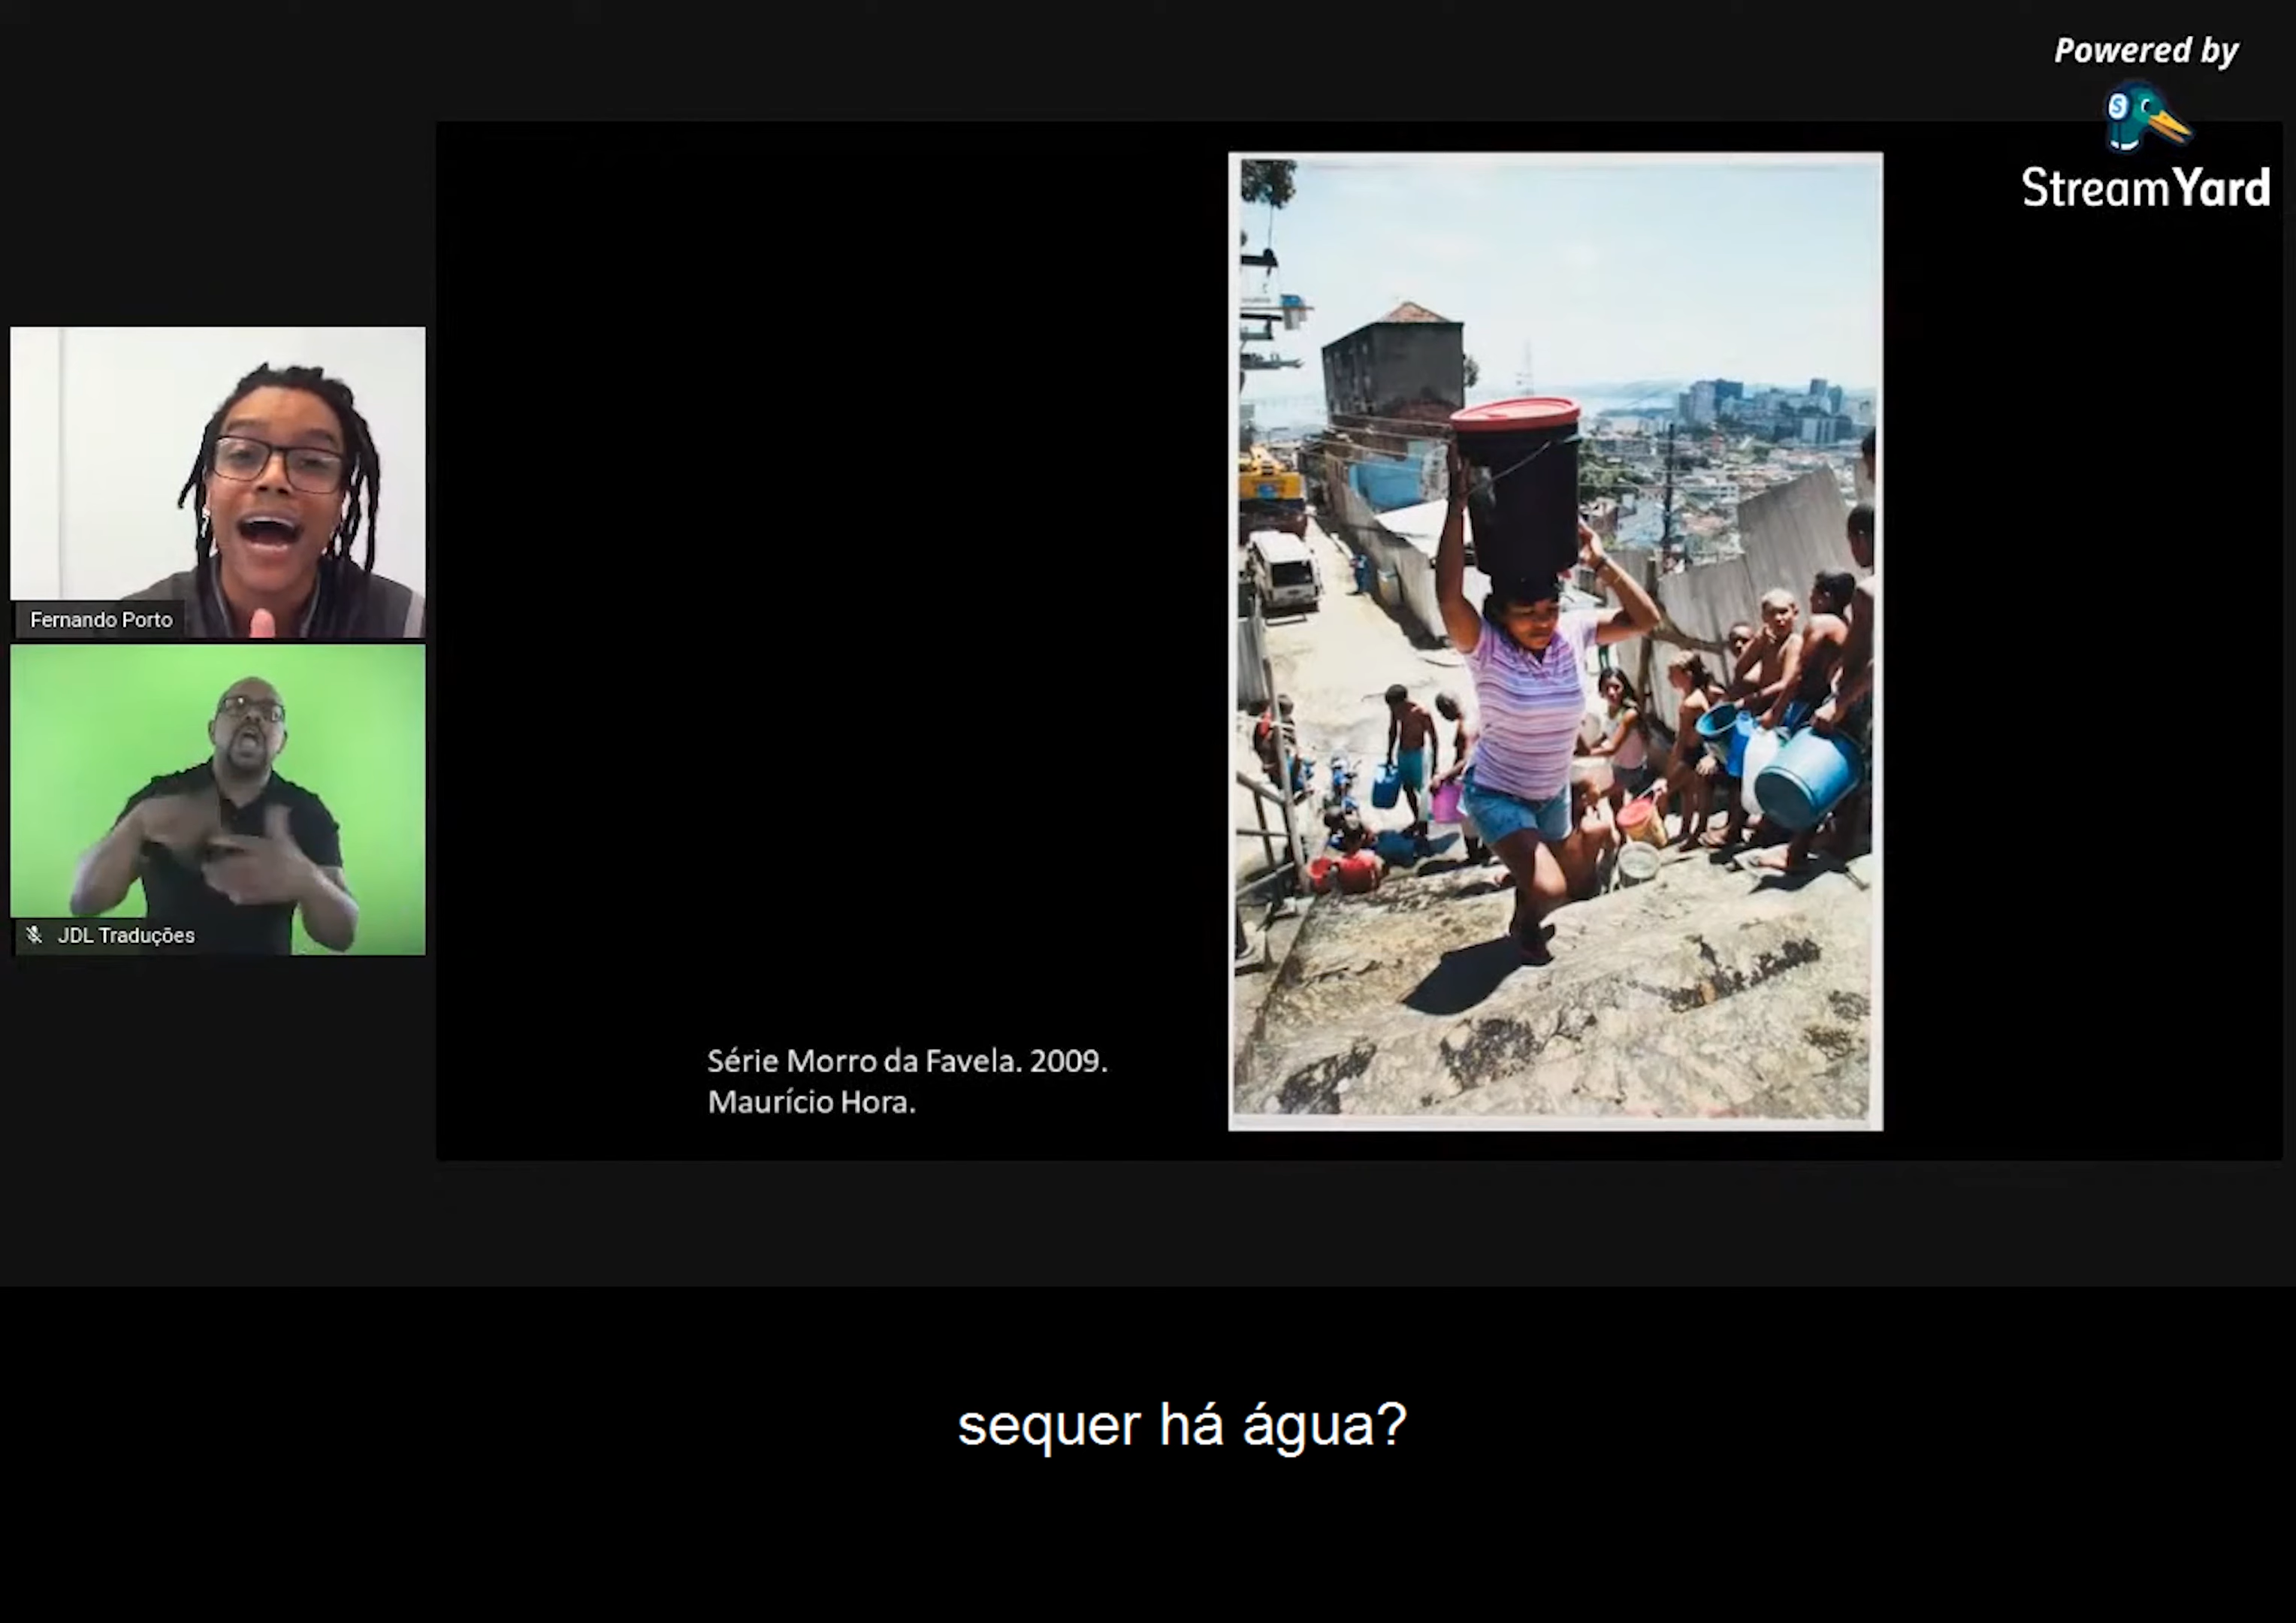 Powered by
StreamYard
Fernando Porto
JDL Traduções
Série Morro da Favela. 2009.
Maurício Hora.
sequer há água?